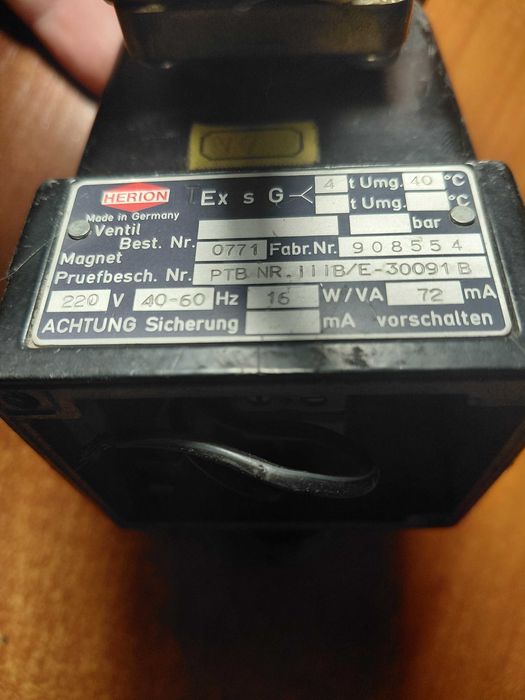 HERION
Ex s G 4 t Umg. 40 °C
Made in Germany
t Umg. °C
Ventil bar
Best. Nr. 0771 Fabr.Nr. 908554
Magnet
Pruefbesch. Nr. PTB NR. III B/E-30091 B
220 V 40-60 Hz 16 W/VA 72 mA
ACHTUNG Sicherung mA vorschalten